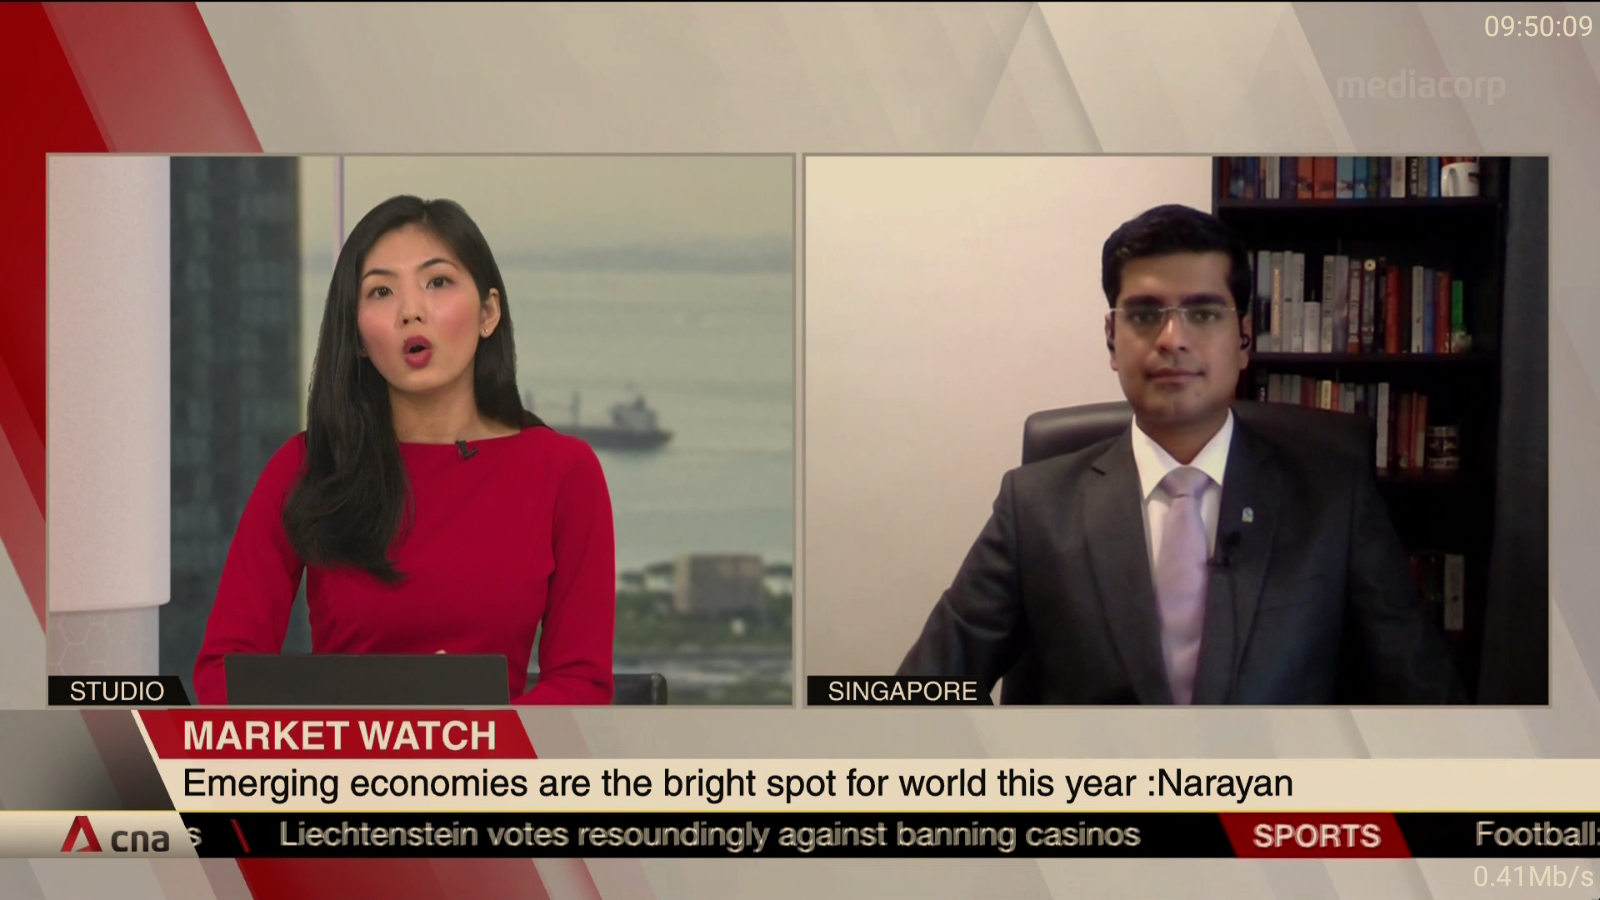 09:50:09
mediacorp
STUDIO
SINGAPORE
MARKET WATCH
Emerging economies are the bright spot for world this year :Narayan
cna
s \ Liechtenstein votes resoundingly against banning casinos SPORTS Football:
0.41Mb/s